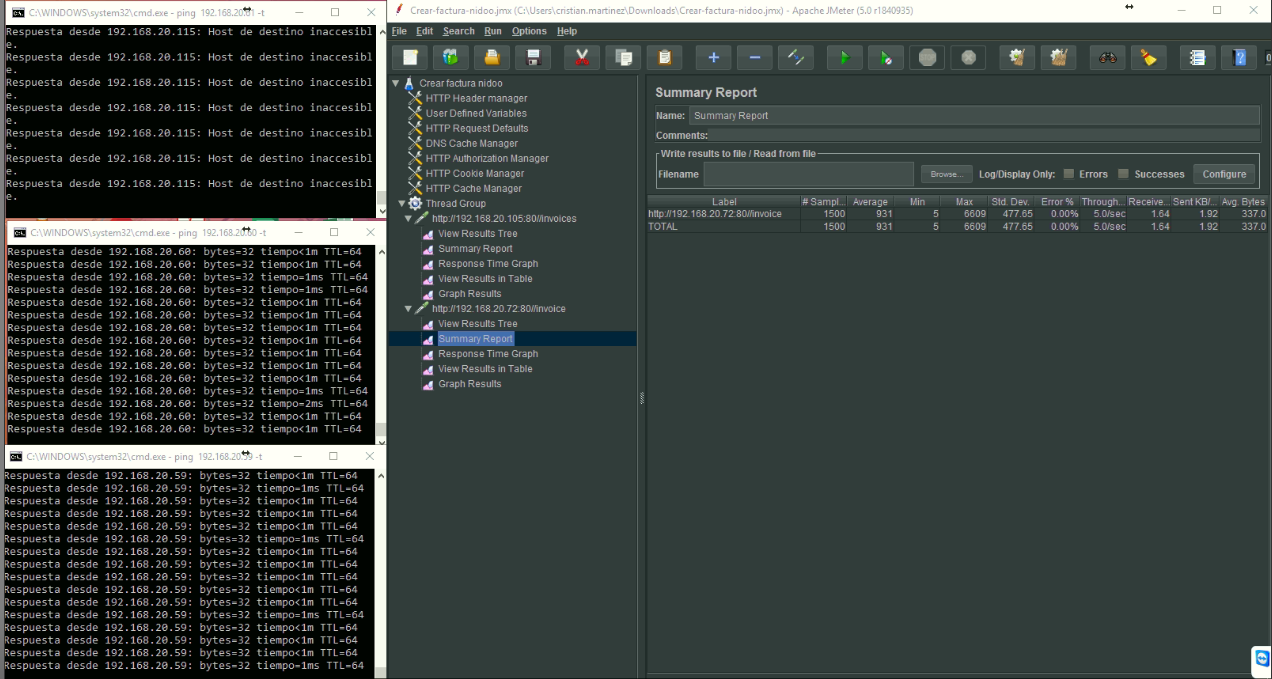 C:\WINDOWS\system32\cmd.exe - ping 192.168.20.61 -t
Respuesta desde 192.168.20.115: Host de destino inaccesibl
e.
Respuesta desde 192.168.20.115: Host de destino inaccesibl
e.
Respuesta desde 192.168.20.115: Host de destino inaccesibl
e.
Respuesta desde 192.168.20.115: Host de destino inaccesibl
e.
Respuesta desde 192.168.20.115: Host de destino inaccesibl
e.
Respuesta desde 192.168.20.115: Host de destino inaccesibl
e.
Respuesta desde 192.168.20.115: Host de destino inaccesibl
e.
C:\WINDOWS\system32\cmd.exe - ping 192.168.20.60 -t
Respuesta desde 192.168.20.60: bytes=32 tiempo<1m TTL=64
Respuesta desde 192.168.20.60: bytes=32 tiempo<1m TTL=64
Respuesta desde 192.168.20.60: bytes=32 tiempo=1ms TTL=64
Respuesta desde 192.168.20.60: bytes=32 tiempo=1ms TTL=64
Respuesta desde 192.168.20.60: bytes=32 tiempo<1m TTL=64
Respuesta desde 192.168.20.60: bytes=32 tiempo<1m TTL=64
Respuesta desde 192.168.20.60: bytes=32 tiempo<1m TTL=64
Respuesta desde 192.168.20.60: bytes=32 tiempo<1m TTL=64
Respuesta desde 192.168.20.60: bytes=32 tiempo<1m TTL=64
Respuesta desde 192.168.20.60: bytes=32 tiempo<1m TTL=64
Respuesta desde 192.168.20.60: bytes=32 tiempo<1m TTL=64
Respuesta desde 192.168.20.60: bytes=32 tiempo=1ms TTL=64
Respuesta desde 192.168.20.60: bytes=32 tiempo=2ms TTL=64
Respuesta desde 192.168.20.60: bytes=32 tiempo<1m TTL=64
Respuesta desde 192.168.20.60: bytes=32 tiempo<1m TTL=64
C:\WINDOWS\system32\cmd.exe - ping 192.168.20.59 -t
Respuesta desde 192.168.20.59: bytes=32 tiempo<1m TTL=64
Respuesta desde 192.168.20.59: bytes=32 tiempo=1ms TTL=64
Respuesta desde 192.168.20.59: bytes=32 tiempo<1m TTL=64
Respuesta desde 192.168.20.59: bytes=32 tiempo<1m TTL=64
Respuesta desde 192.168.20.59: bytes=32 tiempo<1m TTL=64
Respuesta desde 192.168.20.59: bytes=32 tiempo=1ms TTL=64
Respuesta desde 192.168.20.59: bytes=32 tiempo<1m TTL=64
Respuesta desde 192.168.20.59: bytes=32 tiempo<1m TTL=64
Respuesta desde 192.168.20.59: bytes=32 tiempo<1m TTL=64
Respuesta desde 192.168.20.59: bytes=32 tiempo<1m TTL=64
Respuesta desde 192.168.20.59: bytes=32 tiempo<1m TTL=64
Respuesta desde 192.168.20.59: bytes=32 tiempo=1ms TTL=64
Respuesta desde 192.168.20.59: bytes=32 tiempo<1m TTL=64
Respuesta desde 192.168.20.59: bytes=32 tiempo<1m TTL=64
Respuesta desde 192.168.20.59: bytes=32 tiempo<1m TTL=64
Respuesta desde 192.168.20.59: bytes=32 tiempo=1ms TTL=64
Crear-factura-nidoo.jmx (C:\Users\cristian.martinez\Downloads\Crear-factura-nidoo.jmx) - Apache JMeter (5.0 r1840935)
File Edit Search Run Options Help
Crear factura nidoo
HTTP Header manager
User Defined Variables
HTTP Request Defaults
DNS Cache Manager
HTTP Authorization Manager
HTTP Cookie Manager
HTTP Cache Manager
Thread Group
http://192.168.20.105:80//invoices
View Results Tree
Summary Report
Response Time Graph
View Results in Table
Graph Results
http://192.168.20.72:80//invoice
View Results Tree
Summary Report
Response Time Graph
View Results in Table
Graph Results
Summary Report
Name: Summary Report
Comments:
Write results to file / Read from file
Filename Browse... Log/Display Only: Errors Successes Configure
Label # Sampl... Average Min Max Std. Dev. Error % Through... Receive... Sent KB/... Avg. Bytes
http://192.168.20.72:80//invoice 1500 931 5 6609 477.65 0.00% 5.0/sec 1.64 1.92 337.0
TOTAL 1500 931 5 6609 477.65 0.00% 5.0/sec 1.64 1.92 337.0